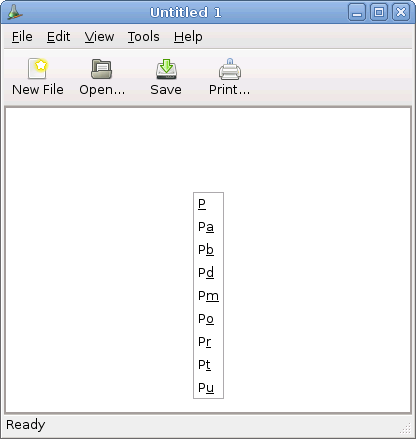 Untitled 1
File Edit View Tools Help
New File Open... Save Print...
P
Pa
Pb
Pd
Pm
Po
Pr
Pt
Pu
Ready